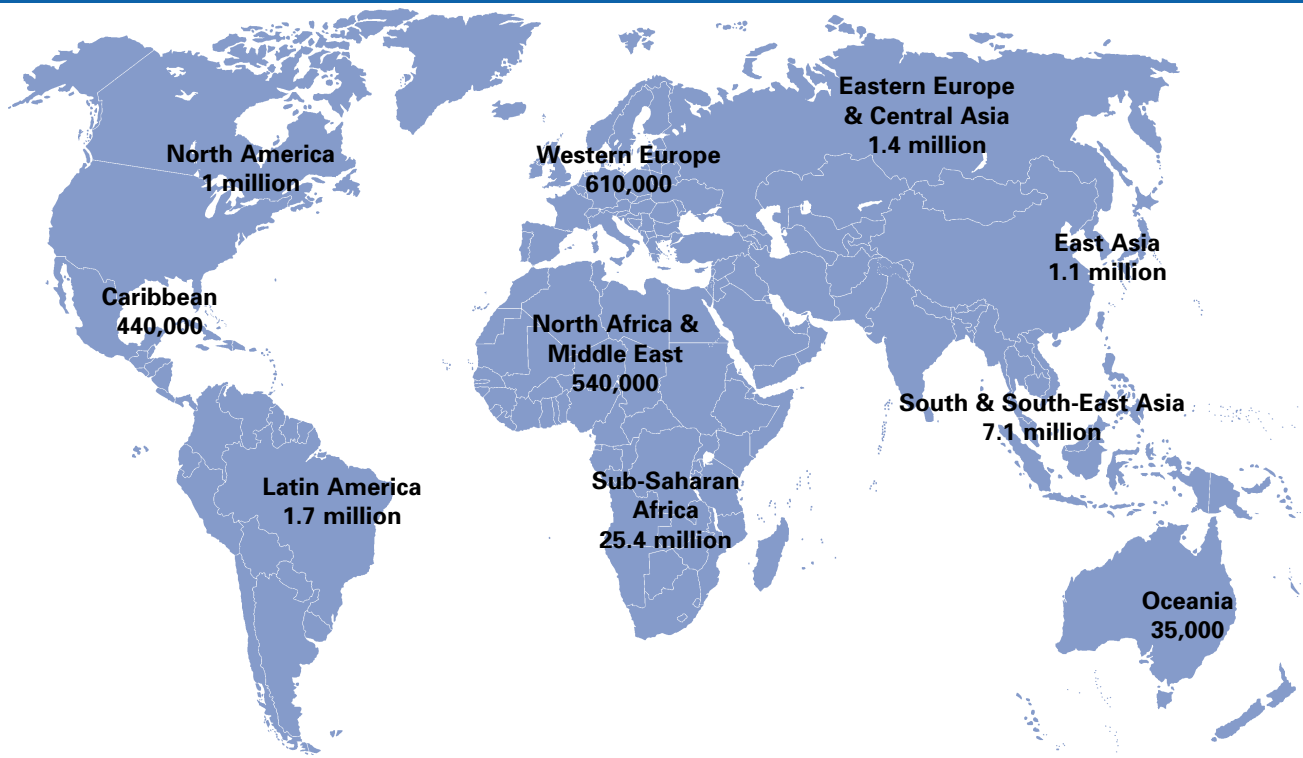 Eastern Europe
& Central Asia
1.4 million
North America
1 million
Western Europe
610,000
East Asia
1.1 million
Caribbean
440,000
North Africa &
Middle East
540,000
South & South-East Asia
7.1 million
Latin America
1.7 million
Sub-Saharan
Africa
25.4 million
Oceania
35,000